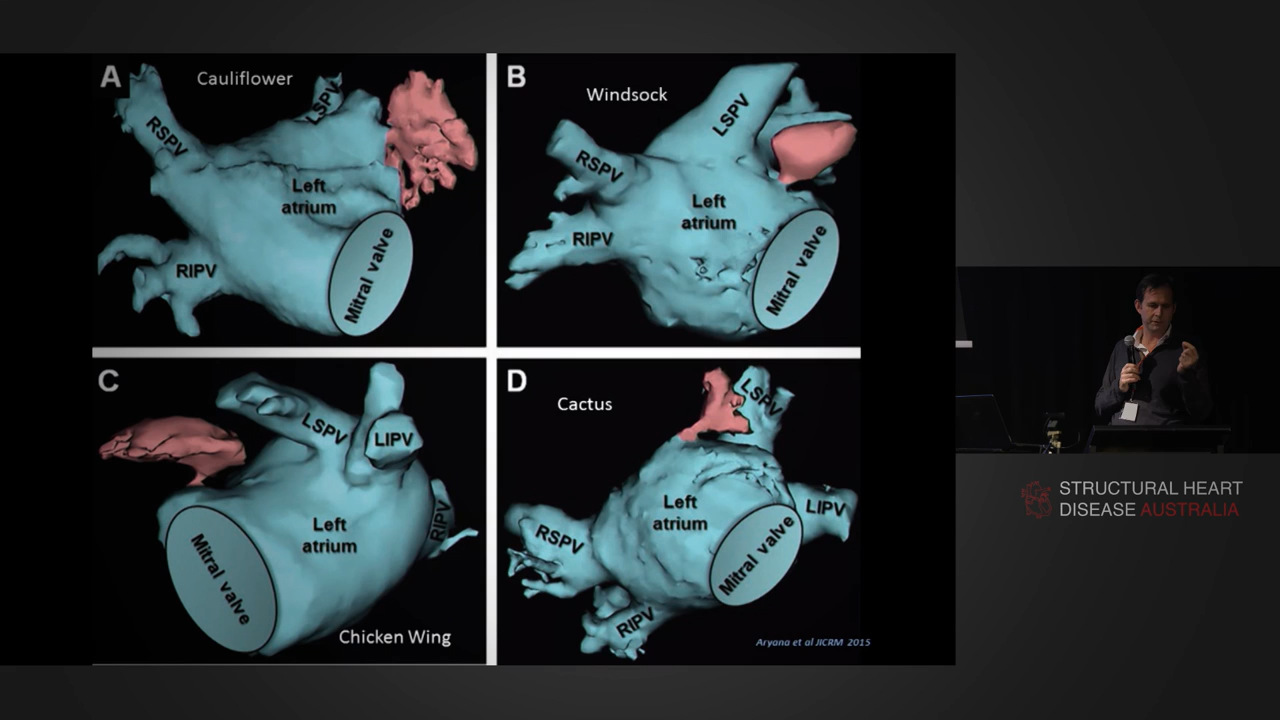 A
Cauliflower
RSPV
LSPV
Left
atrium
RIPV
Mitral valve
B
Windsock
LSPV
RSPV
Left
atrium
RIPV
Mitral valve
C
LSPV
LIPV
RIPV
Left
atrium
Mitral valve
Chicken Wing
D
Cactus
LSPV
Left
atrium
LIPV
RSPV
Mitral valve
RIPV
Aryana et al JICRM 2015
STRUCTURAL HEART
DISEASE AUSTRALIA